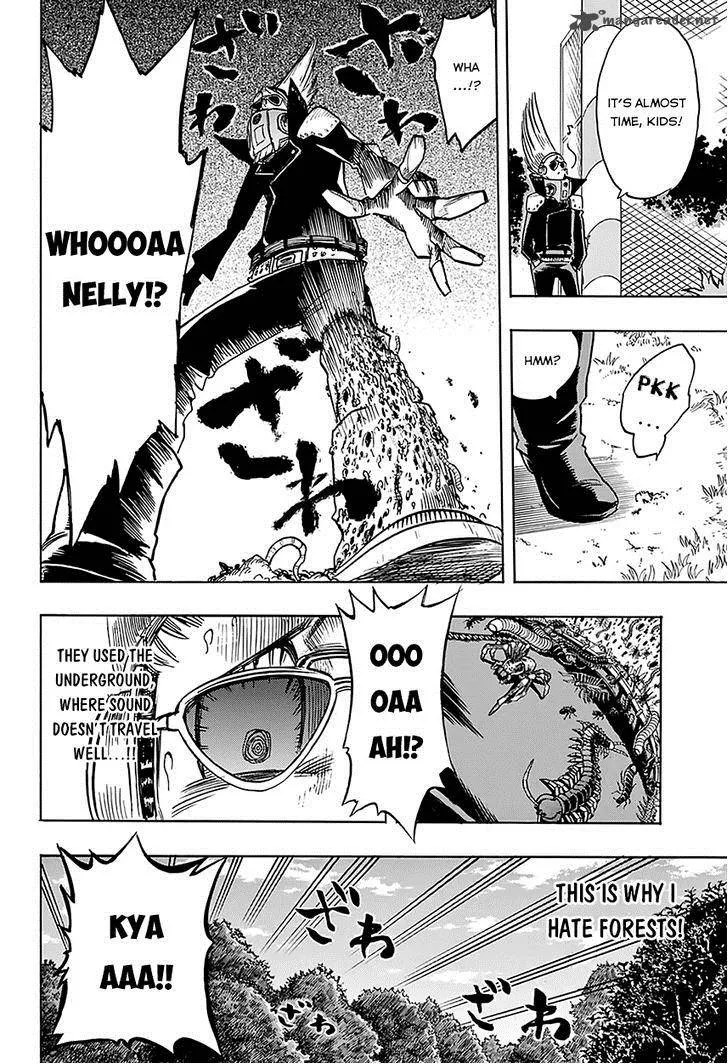 mangareader.net
IT'S ALMOST
TIME, KIDS!
PKK
...
HMM?
WHA
...!?
ざわ
ざわ
WHOOOAA
NELLY!?
ざわ
ざわ
OOO
OAA
AH!?
THEY USED THE
UNDERGROUND,
WHERE SOUND
DOESN'T TRAVEL
WELL...!!
THIS IS WHY I
HATE FORESTS!
ざわ
ざわ
KYA
AAA!!